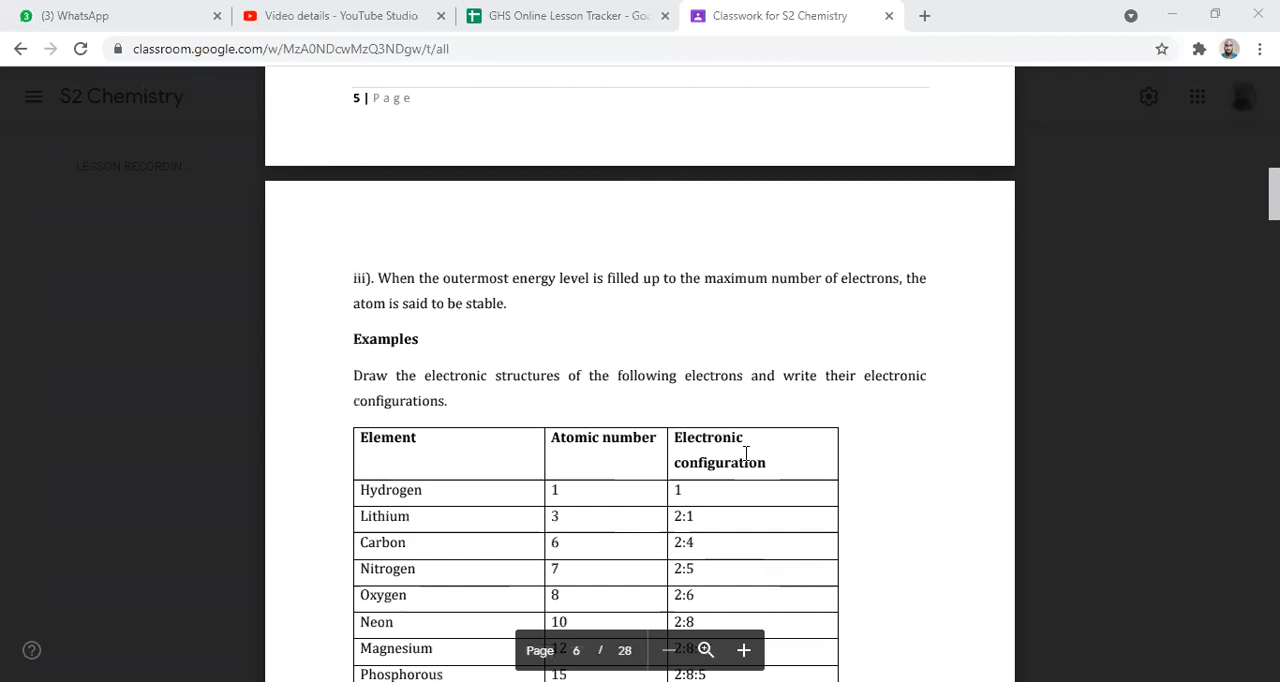 (3) WhatsApp
Video details - YouTube Studio
GHS Online Lesson Tracker - Goo
Classwork for S2 Chemistry
classroom.google.com/w/MzA0NDcwMzQ3NDgw/t/all
S2 Chemistry
LESSON RECORDIN...
5 | Page
iii). When the outermost energy level is filled up to the maximum number of electrons, the
atom is said to be stable.
Examples
Draw the electronic structures of the following electrons and write their electronic
configurations.
Element Atomic number Electronic
configuration
Hydrogen 1 1
Lithium 3 2:1
Carbon 6 2:4
Nitrogen 7 2:5
Oxygen 8 2:6
Neon 10 2:8
Magnesium 12
Phosphorous 15 2:8:5
Page 6 / 28